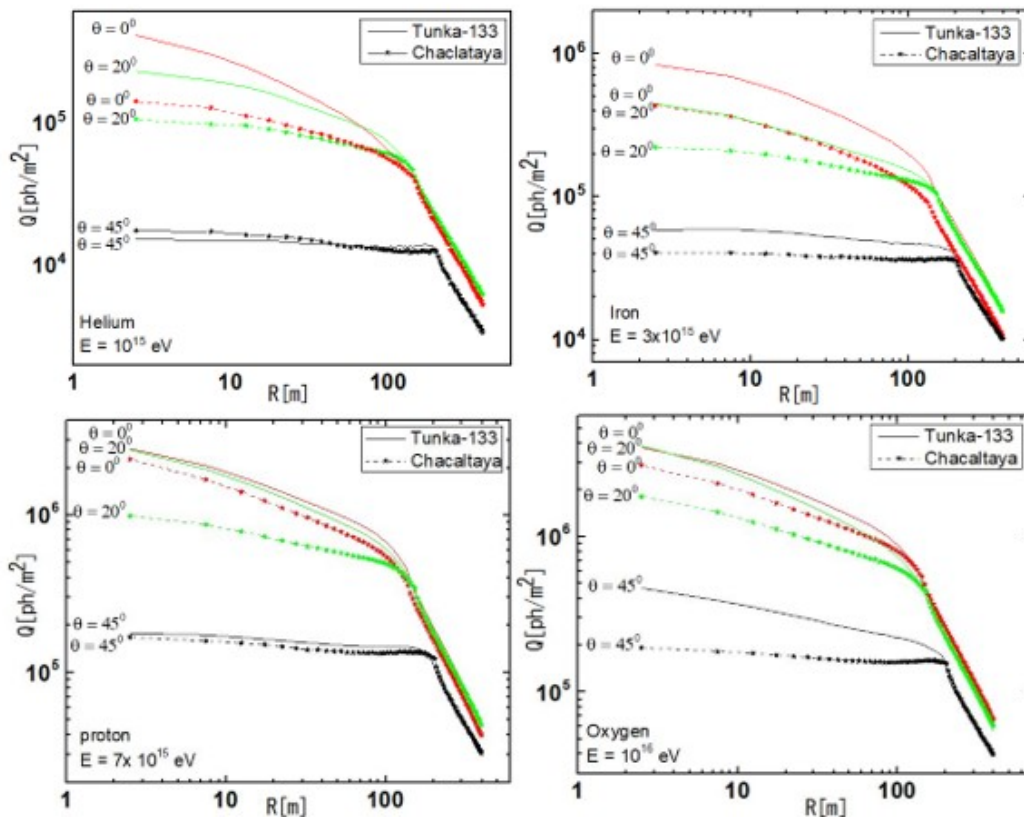 θ = 0⁰
θ = 20⁰
θ = 0⁰
θ = 20⁰
θ = 45⁰
θ = 45⁰
Tunka-133
Chaclataya
10⁵
10⁴
Q[ph/m²]
Helium
E = 10¹⁵ eV
1
10
100
R[m]
θ = 0⁰
θ = 0⁰
θ = 20⁰
θ = 20⁰
θ = 45⁰
θ = 45⁰
Tunka-133
Chacaltaya
10⁶
10⁵
10⁴
Q[ph/m²]
Iron
E = 3x10¹⁵ eV
1
10
100
R[m]
θ = 0⁰
θ = 20⁰
θ = 0⁰
θ = 20⁰
θ = 45⁰
θ = 45⁰
Tunka-133
Chacaltaya
10⁶
10⁵
Q[ph/m²]
proton
E = 7x 10¹⁵ eV
1
10
100
R[m]
θ = 0⁰
θ = 20⁰
θ = 0⁰
θ = 20⁰
θ = 45⁰
θ = 45⁰
Tunka-133
Chacaltaya
10⁶
10⁵
Q[ph/m²]
Oxygen
E = 10¹⁶ eV
1
10
100
R[m]